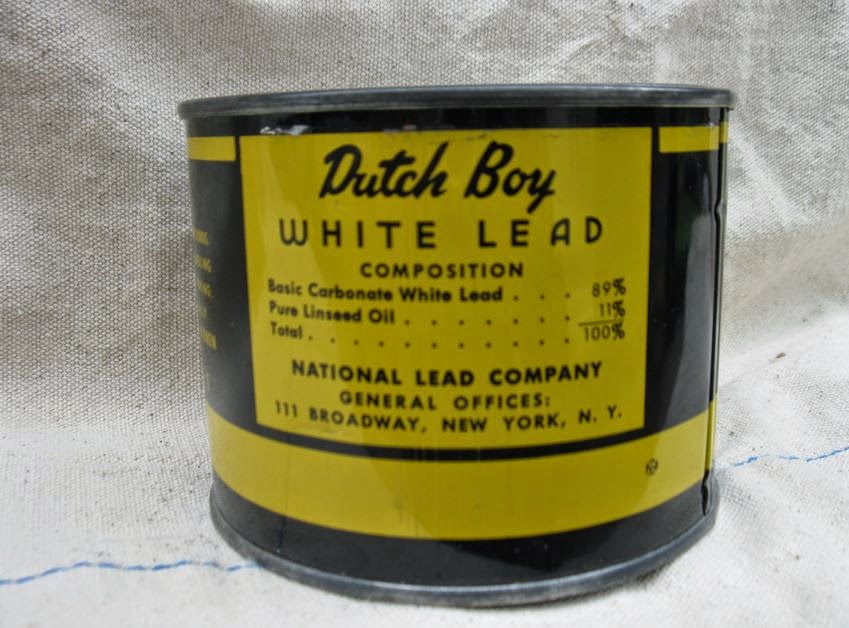 Dutch Boy
WHITE LEAD
COMPOSITION
Basic Carbonate White Lead . . . 89%
Pure Linseed Oil . . . . . . . 11%
Total . . . . . . . . . . 100%
NATIONAL LEAD COMPANY
GENERAL OFFICES:
111 BROADWAY, NEW YORK, N. Y.